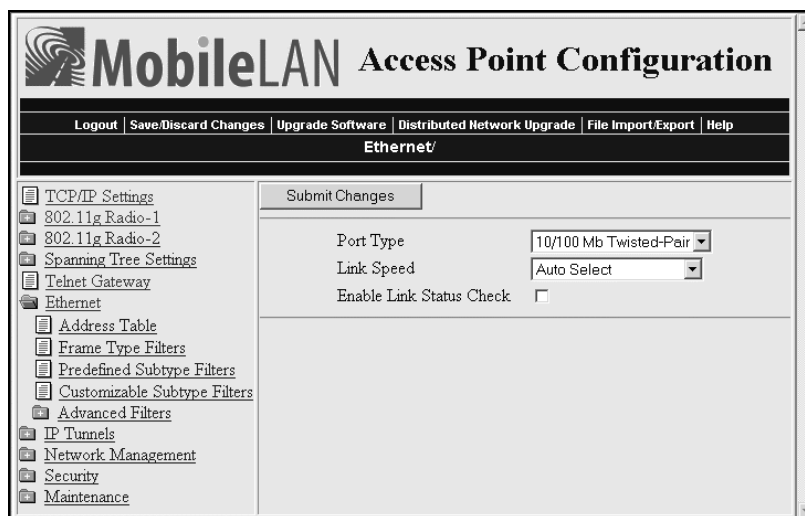 MobileLAN Access Point Configuration
Logout | Save/Discard Changes | Upgrade Software | Distributed Network Upgrade | File Import/Export | Help
Ethernet/
TCP/IP Settings
802.11g Radio-1
802.11g Radio-2
Spanning Tree Settings
Telnet Gateway
Ethernet
Address Table
Frame Type Filters
Predefined Subtype Filters
Customizable Subtype Filters
Advanced Filters
IP Tunnels
Network Management
Security
Maintenance
Submit Changes
Port Type 10/100 Mb Twisted-Pair
Link Speed Auto Select
Enable Link Status Check